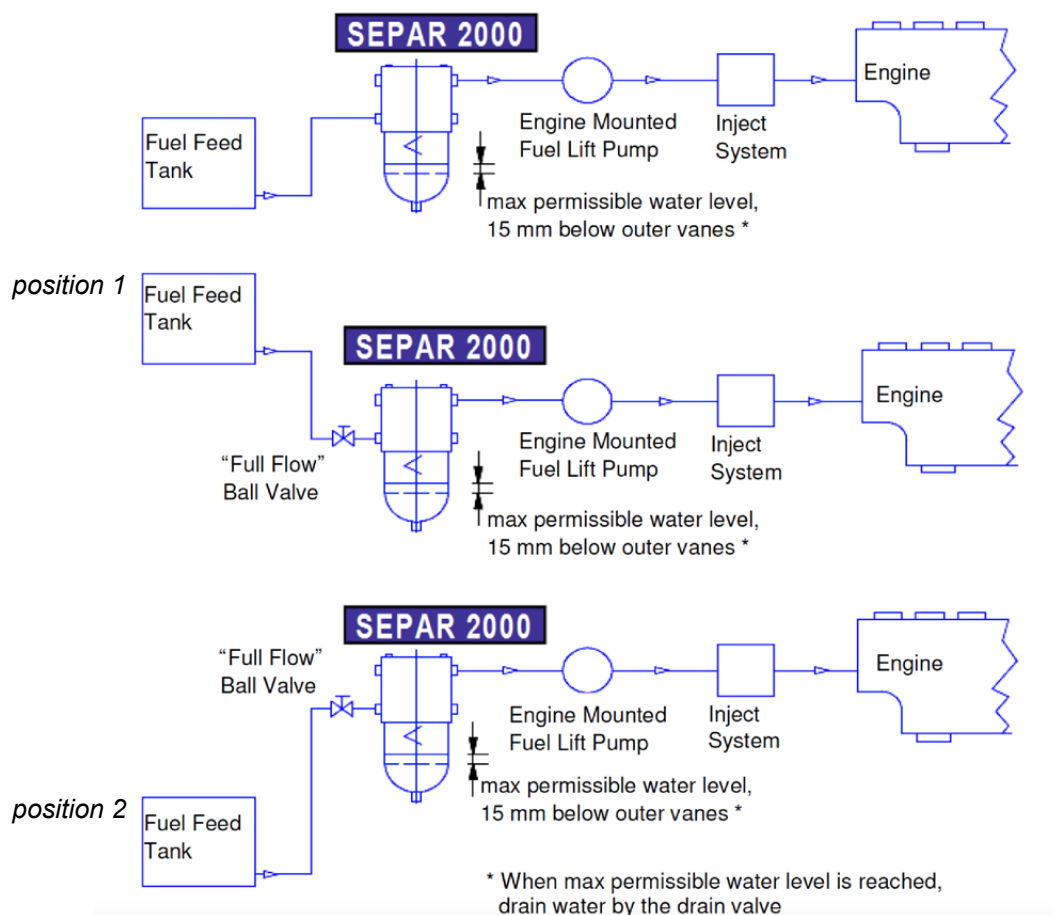 SEPAR 2000
Fuel Feed
Tank
Engine Mounted
Fuel Lift Pump
Inject
System
Engine
max permissible water level,
15 mm below outer vanes *
position 1
Fuel Feed
Tank
SEPAR 2000
“Full Flow”
Ball Valve
Engine Mounted
Fuel Lift Pump
Inject
System
Engine
max permissible water level,
15 mm below outer vanes *
SEPAR 2000
“Full Flow”
Ball Valve
Engine Mounted
Fuel Lift Pump
Inject
System
Engine
max permissible water level,
15 mm below outer vanes *
position 2
Fuel Feed
Tank
* When max permissible water level is reached,
drain water by the drain valve